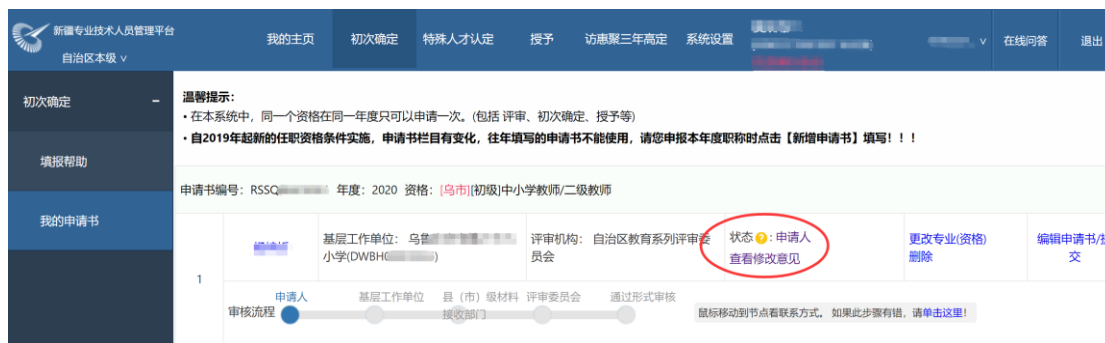 新疆专业技术人员管理平台
自治区本级
我的主页 初次确定 特殊人才认定 授予 访惠聚三年高定 系统设置 在线问答 退出
初次确定
填报帮助
我的申请书
温馨提示：
• 在本系统中，同一个资格在同一年度只可以申请一次。(包括 评审、初次确定、授予等)
• 自2019年起新的任职资格条件实施，申请书栏目有变化，往年填写的申请书不能使用，请您申报本年度职称时点击【新增申请书】填写！！！
申请书编号：RSSQ 年度：2020 资格：[乌市][初级]中小学教师/二级教师
1
基层工作单位：乌
小学(DWBH )
评审机构：自治区教育系列评审委
员会
状态 ?：申请人
查看修改意见
更改专业(资格)
删除
编辑申请书/
交
审核流程
申请人
基层工作单位
县（市）级材料
接收部门
评审委员会
通过形式审核
鼠标移动到节点看联系方式。 如果此步骤有错，请单击这里！